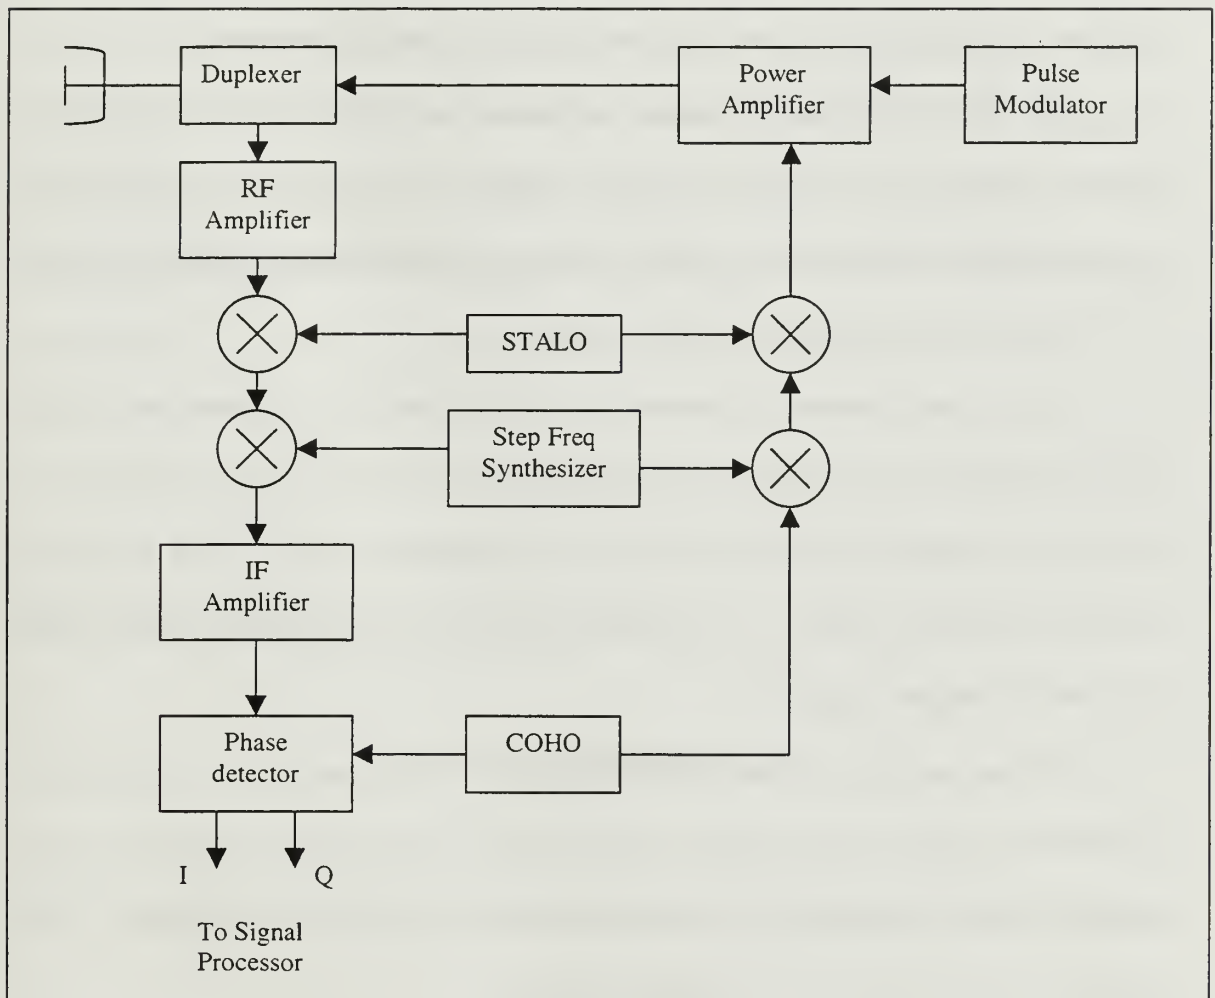 Duplexer
Power
Amplifier
Pulse
Modulator
RF
Amplifier
STALO
Step Freq
Synthesizer
IF
Amplifier
Phase
detector
COHO
I
Q
To Signal
Processor